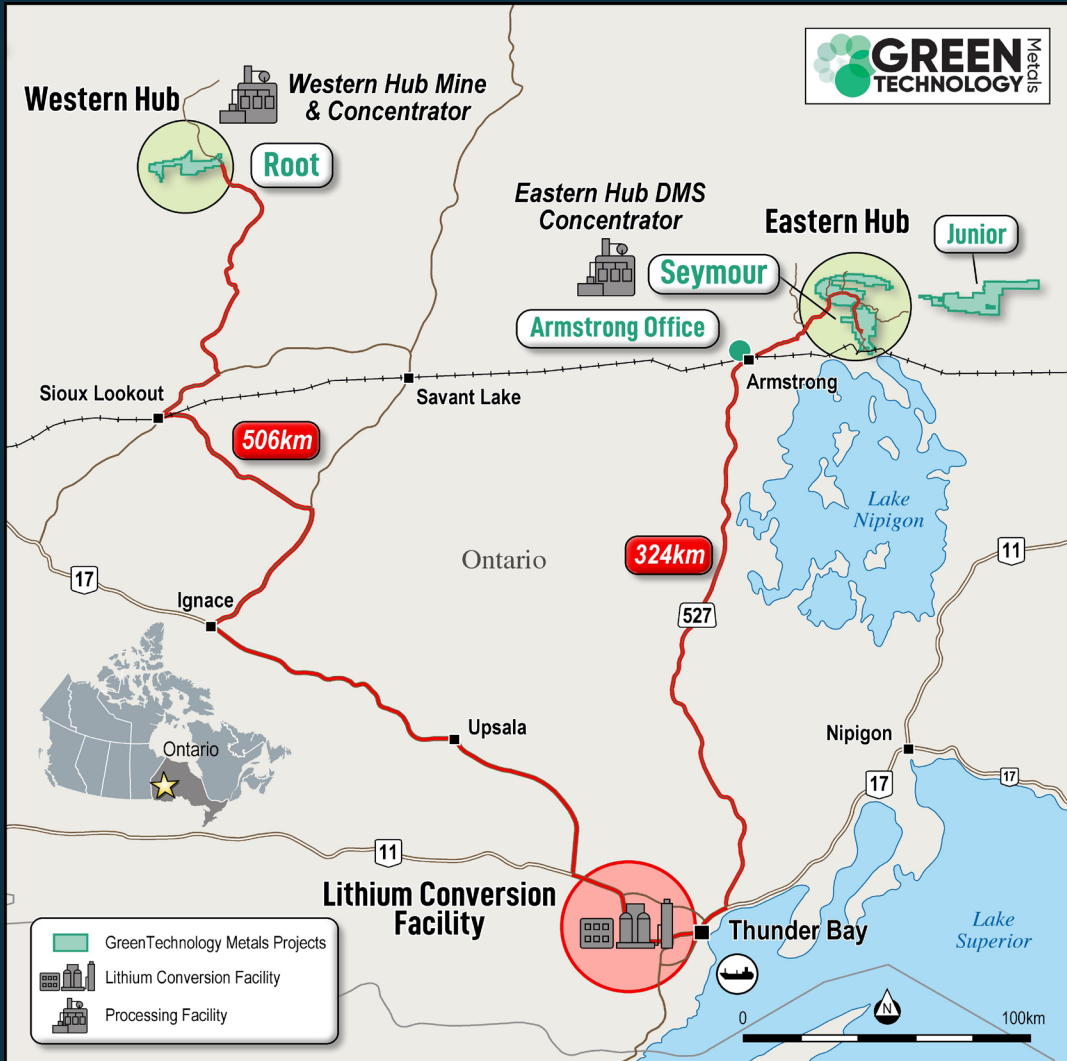 GREEN
TECHNOLOGY
Metals
Western Hub
Western Hub Mine
& Concentrator
Root
Eastern Hub DMS
Concentrator
Eastern Hub
Junior
Seymour
Armstrong Office
Armstrong
Sioux Lookout
Savant Lake
506km
Lake
Nipigon
Ontario
324km
11
17
527
Ignace
Upsala
Nipigon
Ontario
17
17
11
Lithium Conversion
Facility
Thunder Bay
Lake
Superior
GreenTechnology Metals Projects
Lithium Conversion Facility
Processing Facility
N
0
100km